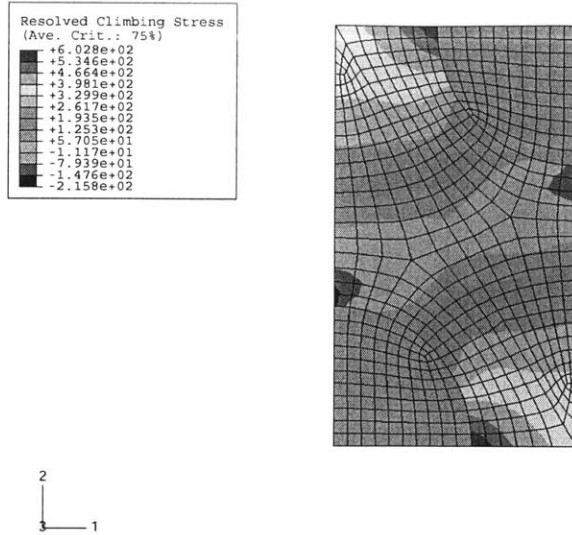 Resolved Climbing Stress
(Ave. Crit.: 75%)
+6.028e+02
+5.346e+02
+4.664e+02
+3.981e+02
+3.299e+02
+2.617e+02
+1.935e+02
+1.253e+02
+5.705e+01
-1.117e+01
-7.939e+01
-1.476e+02
-2.158e+02
2
3
1